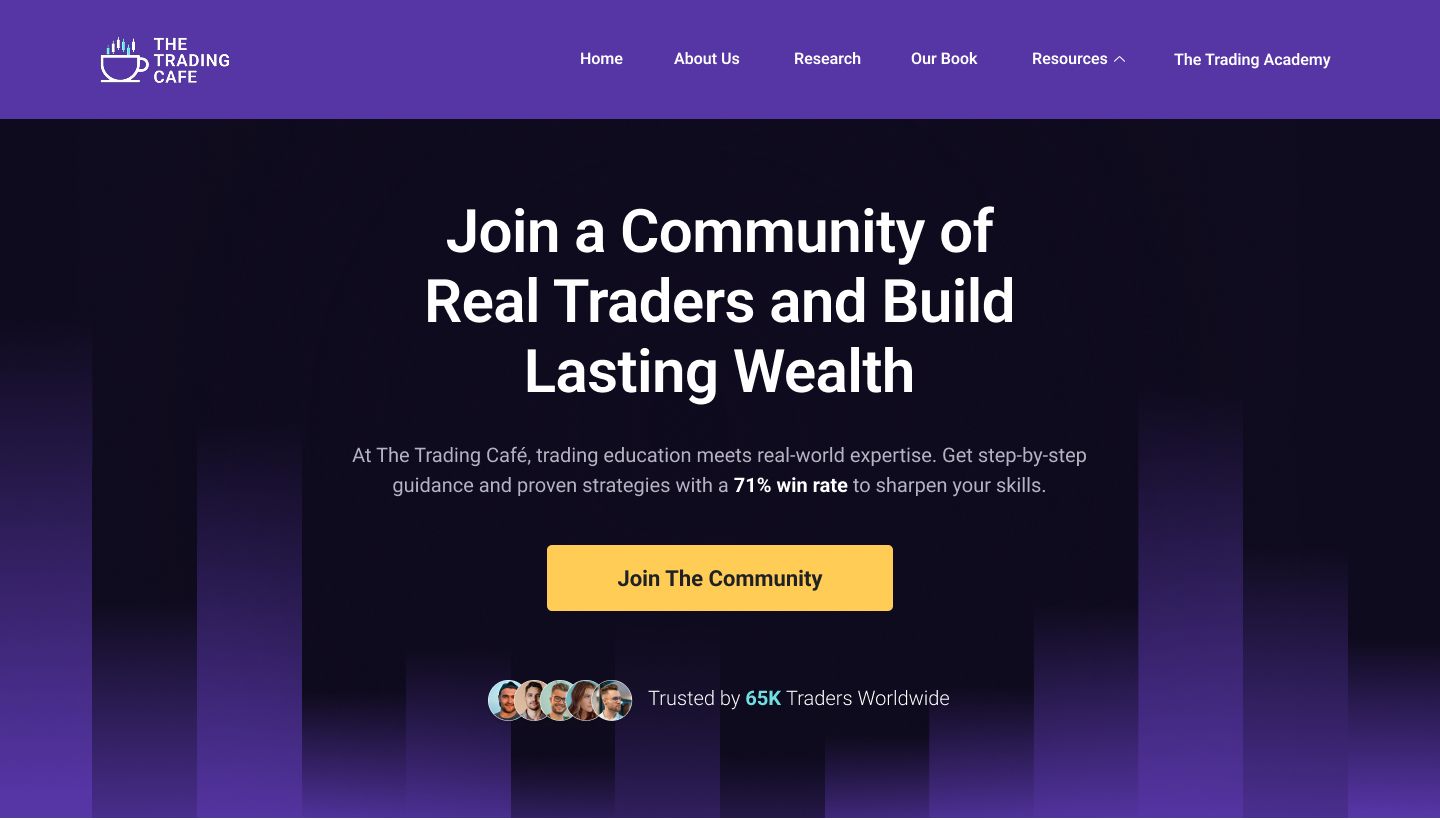 THE
TRADING
CAFE
Home About Us Research Our Book Resources The Trading Academy
Join a Community of
Real Traders and Build
Lasting Wealth
At The Trading Café, trading education meets real-world expertise. Get step-by-step
guidance and proven strategies with a 71% win rate to sharpen your skills.
Join The Community
Trusted by 65K Traders Worldwide